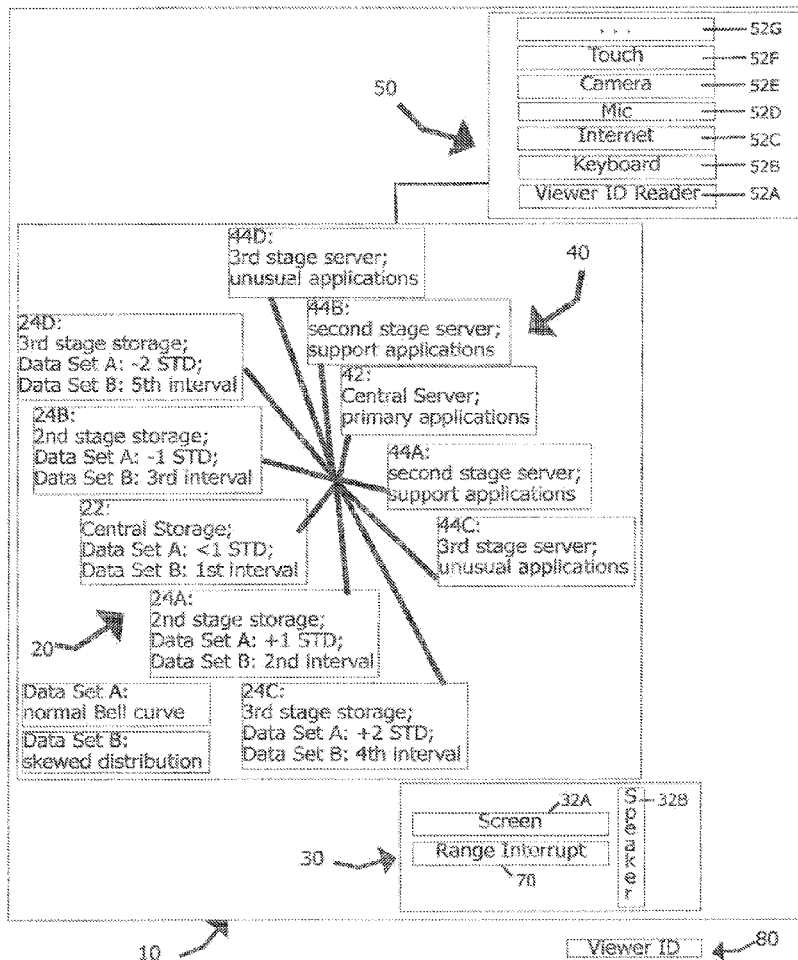 . . .
52G
Touch
52F
Camera
52E
50
Mic
52D
Internet
52C
Keyboard
52B
Viewer ID Reader
52A
44D:
3rd stage server;
unusual applications
40
44B:
second stage server;
support applications
24D:
3rd stage storage;
Data Set A: -2 STD;
Data Set B: 5th interval
42:
Central Server;
primary applications
24B:
2nd stage storage;
Data Set A: -1 STD;
Data Set B: 3rd interval
44A:
second stage server;
support applications
22:
Central Storage;
Data Set A: <1 STD;
Data Set B: 1st interval
44C:
3rd stage server;
unusual applications
24A:
2nd stage storage;
Data Set A: +1 STD;
Data Set B: 2nd interval
20
Data Set A:
normal Bell curve
Data Set B:
skewed distribution
24C:
3rd stage storage;
Data Set A: +2 STD;
Data Set B: 4th interval
32A
Screen
Speaker
32B
30
Range Interrupt
70
10
Viewer ID
80